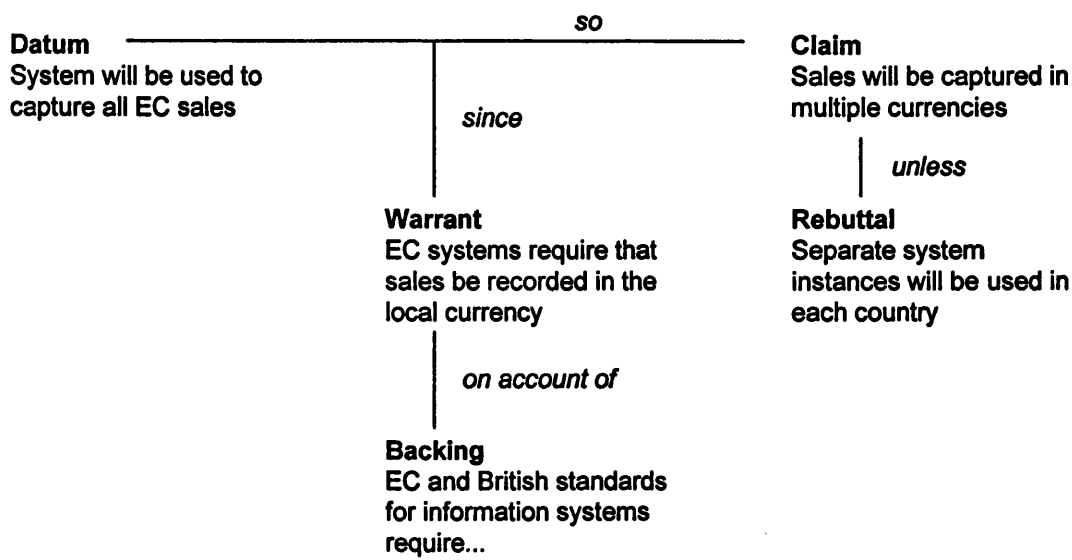 so
Datum
System will be used to
capture all EC sales
Claim
Sales will be captured in
multiple currencies
since
unless
Warrant
EC systems require that
sales be recorded in the
local currency
Rebuttal
Separate system
instances will be used in
each country
on account of
Backing
EC and British standards
for information systems
require...